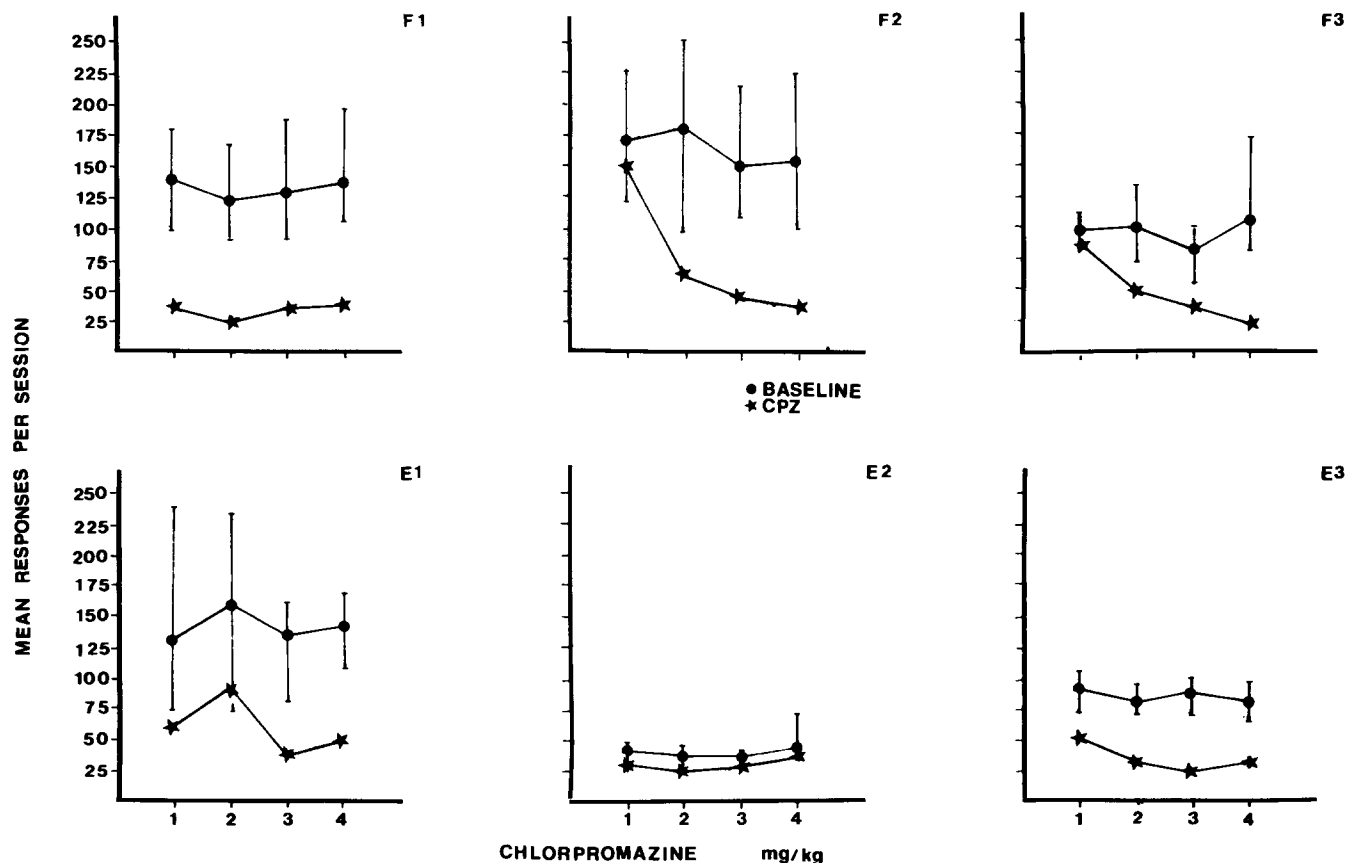 F1
F2
F3
250
225
200
175
150
125
100
75
50
25
● BASELINE
★ CPZ
MEAN RESPONSES PER SESSION
E1
E2
E3
250
225
200
175
150
125
100
75
50
25
1 2 3 4
1 2 3 4
1 2 3 4
CHLORPROMAZINE mg/kg